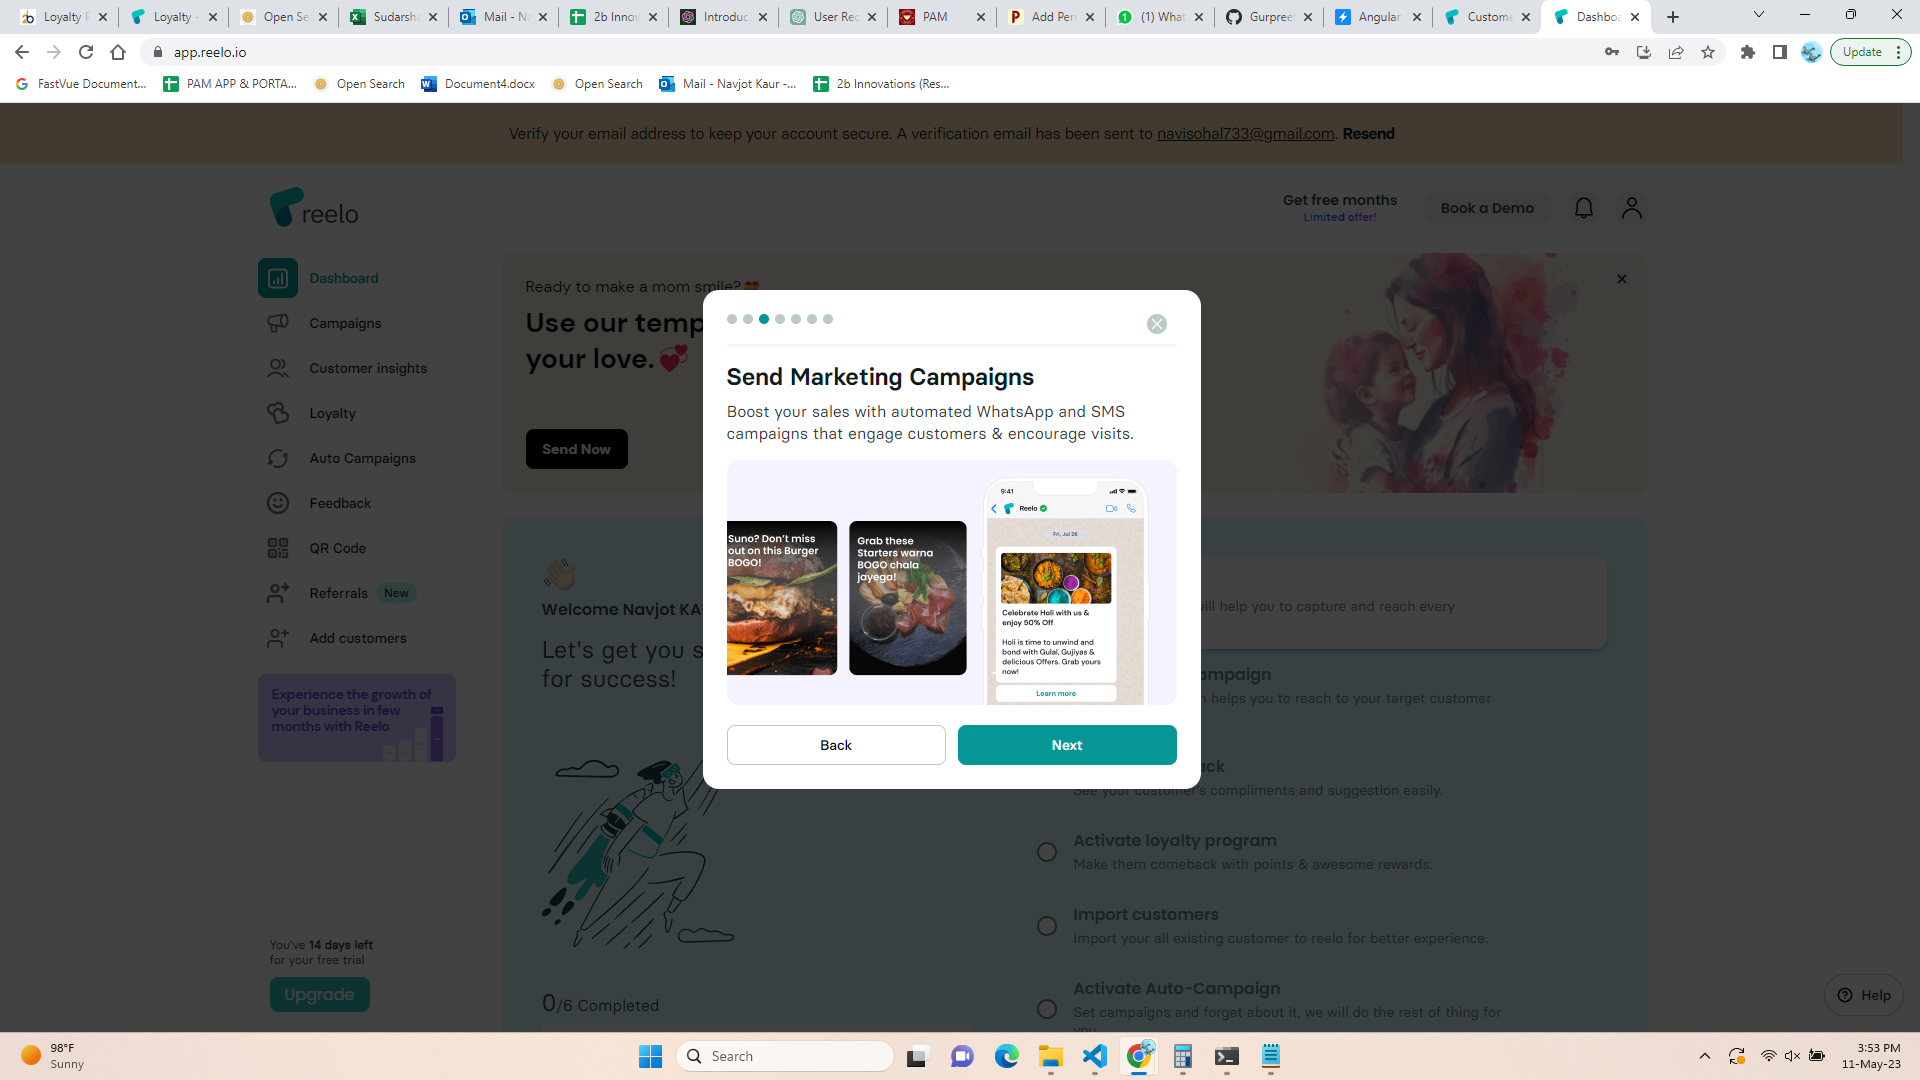 Loyalty P
Loyalty -
Open Se
Sudarsh
Mail - Na
2b Innov
Introduc
User Rec
PAM
Add Per
(1) What
Gurpree
Angular
Custome
Dashboa
app.reelo.io
Update
FastVue Document...
PAM APP & PORTA...
Open Search
Document4.docx
Open Search
Mail - Navjot Kaur -...
2b Innovations (Res...
Verify your email address to keep your account secure. A verification email has been sent to navisohal733@gmail.com. Resend
reelo
Get free months
Limited offer!
Book a Demo
Dashboard
Campaigns
Customer insights
Loyalty
Auto Campaigns
Feedback
QR Code
Referrals New
Add customers
Experience the growth of
your business in few
months with Reelo
You've 14 days left
for your free trial
Upgrade
Ready to make a mom smile?
Use our temp
your love.
Send Now
Send Marketing Campaigns
Boost your sales with automated WhatsApp and SMS
campaigns that engage customers & encourage visits.
Suno? Don't miss
out on this Burger
BOGO!
Grab these
Starters warna
BOGO chala
jayega!
9:41
Reelo
Fri, Jul 26
Celebrate Holi with us &
enjoy 50% Off
Holi is time to unwind and
bond with Gulal, Gujiyas &
delicious Offers. Grab yours
now!
Learn more
Back
Next
Welcome Navjot KA
Let's get you s
for success!
0/6 Completed
will help you to capture and reach every
ampaign
n helps you to reach to your target customer
ck
See your customer's compliments and suggestion easily.
Activate loyalty program
Make them comeback with points & awesome rewards.
Import customers
Import your all existing customer to reelo for better experience.
Activate Auto-Campaign
Set campaigns and forget about it, we will do the rest of thing for
you
Help
98°F
Sunny
Search
3:53 PM
11-May-23